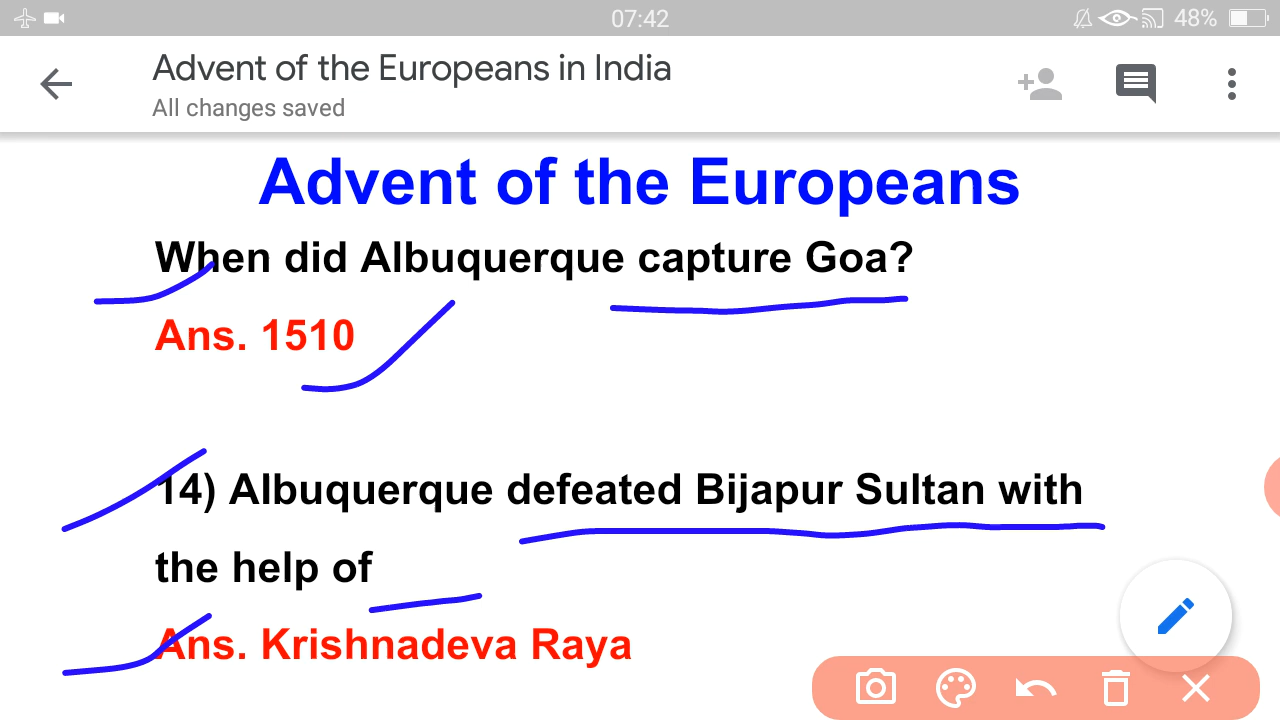 07:42
48%
Advent of the Europeans in India
All changes saved
Advent of the Europeans
When did Albuquerque capture Goa?
Ans. 1510
14) Albuquerque defeated Bijapur Sultan with
the help of
Ans. Krishnadeva Raya